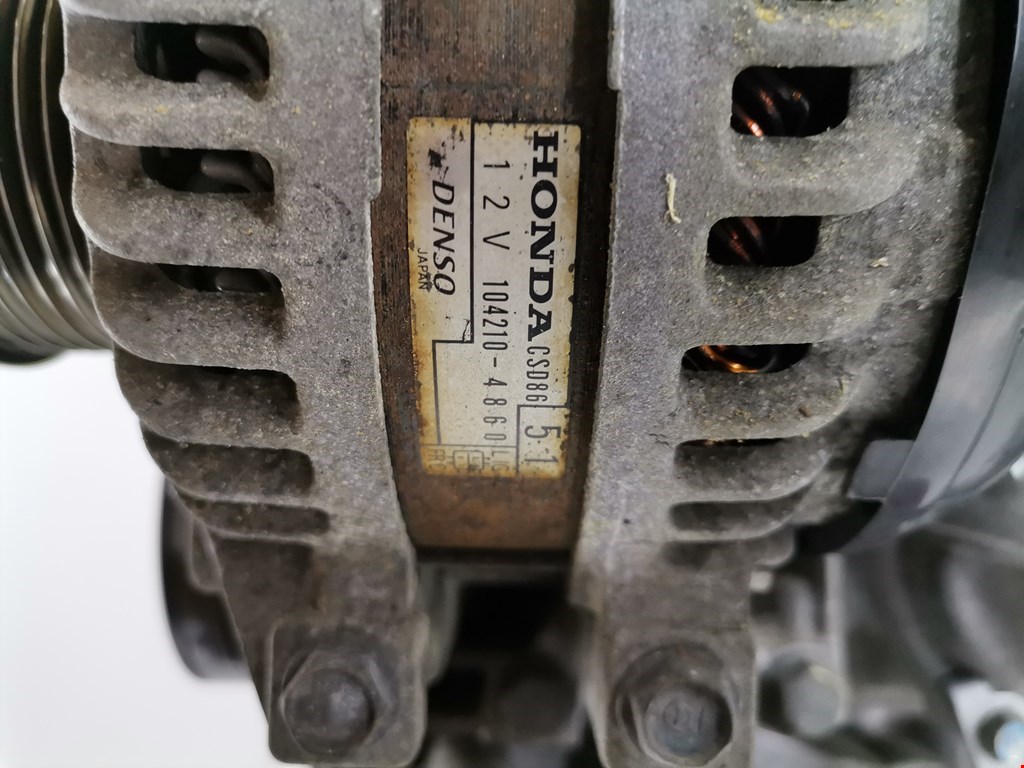 HONDA CSD86 5.1
12V 104210-4860
DENSO
JAPAN